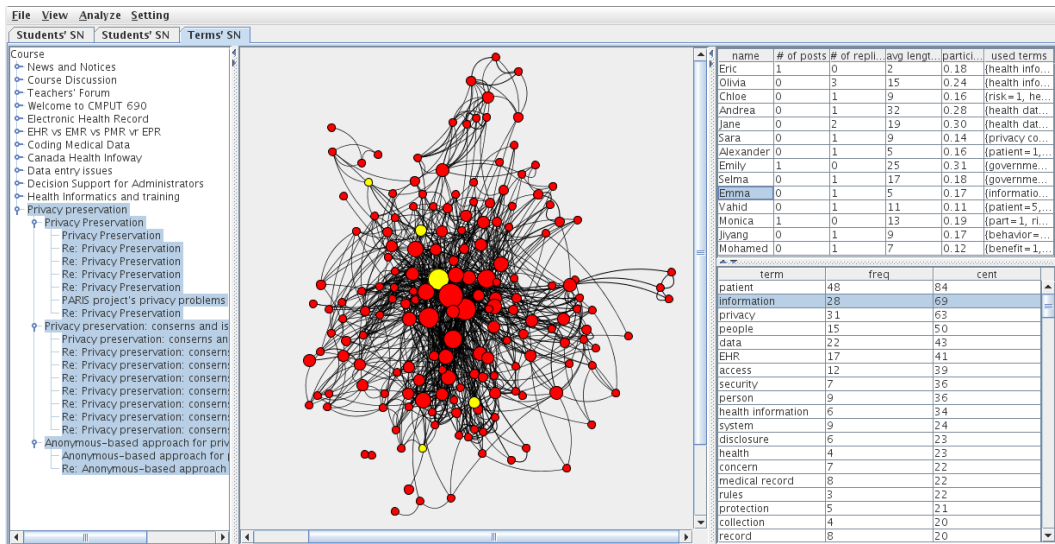 File View Analyze Setting
Students' SN Students' SN Terms' SN
Course
News and Notices
Course Discussion
Teachers' Forum
Welcome to CMPUT 690
Electronic Health Record
EHR vs EMR vs PMR vr EPR
Coding Medical Data
Canada Health Infoway
Data entry issues
Decision Support for Administrators
Health Informatics and training
Privacy preservation
Privacy Preservation
Privacy Preservation
Re: Privacy Preservation
Re: Privacy Preservation
Re: Privacy Preservation
Re: Privacy Preservation
PARIS project's privacy problems
Re: Privacy Preservation
Privacy preservation: conserns and is
Privacy preservation: conserns an
Re: Privacy preservation: conserns
Re: Privacy preservation: conserns
Re: Privacy preservation: conserns
Re: Privacy preservation: conserns
Re: Privacy preservation: conserns
Re: Privacy preservation: conserns
Re: Privacy preservation: conserns
Anonymous-based approach for priv
Anonymous-based approach for p
Re: Anonymous-based approach
name # of posts # of repli... avg lengt... partici... used terms
Eric 1 0 2 0.18 {health info...
Olivia 0 3 15 0.24 {health info...
Chloe 0 1 9 0.16 {risk=1, he...
Andrea 0 1 32 0.28 {health dat...
Jane 0 2 19 0.30 {health dat...
Sara 0 1 9 0.14 {privacy co...
Alexander 0 1 5 0.16 {patient=1,...
Emily 1 0 25 0.31 {governme...
Selma 0 1 17 0.18 {governme...
Emma 0 1 5 0.17 {informatio...
Vahid 0 1 11 0.11 {patient=5,...
Monica 1 0 13 0.19 {part=1, ri...
Jiyang 0 1 9 0.17 {behavior=...
Mohamed 0 1 7 0.12 {benefit=1,...
term freq cent
patient 48 84
information 28 69
privacy 31 63
people 15 50
data 22 43
EHR 17 41
access 12 39
security 7 36
person 9 36
health information 6 34
system 9 24
disclosure 6 23
health 4 23
concern 7 22
medical record 8 22
rules 3 22
protection 5 21
collection 4 20
record 8 20